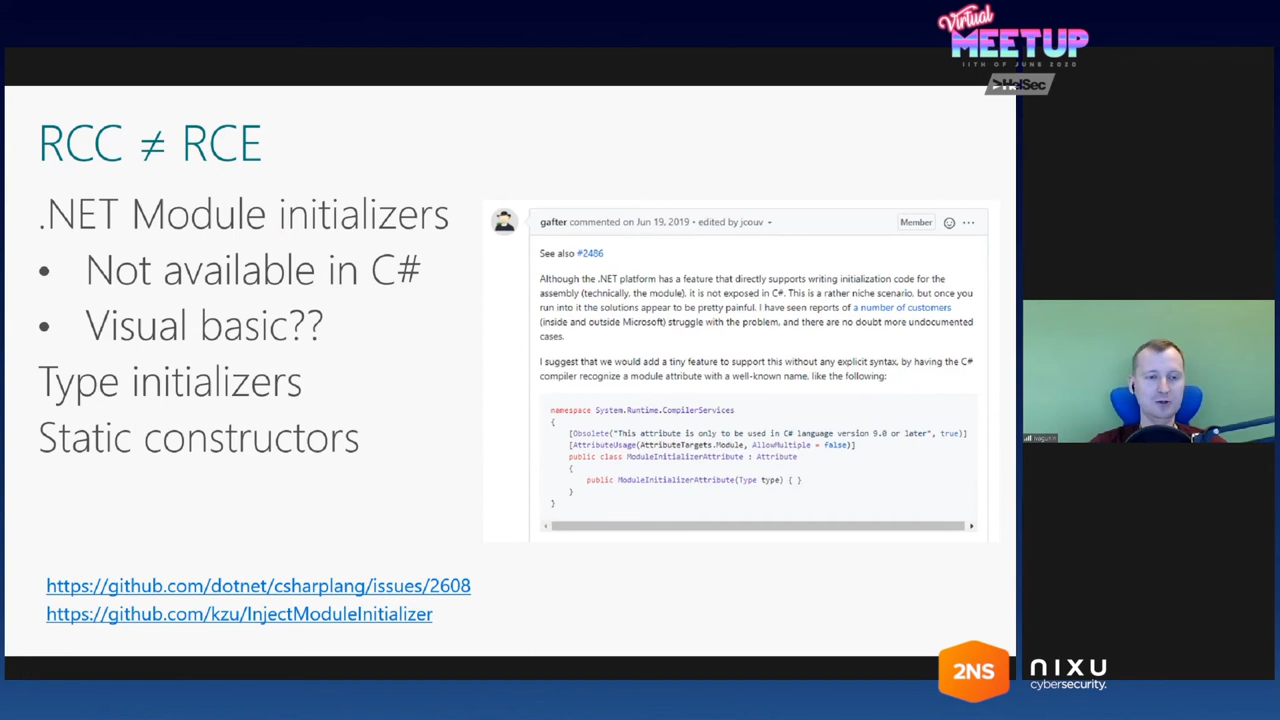 Virtual
MEETUP
11TH OF JUNE 2020
>HelSec
RCC ≠ RCE
.NET Module initializers
• Not available in C#
• Visual basic??
Type initializers
Static constructors
https://github.com/dotnet/csharplang/issues/2608
https://github.com/kzu/InjectModuleInitializer
gafter commented on Jun 19, 2019 • edited by jcouv
Member
See also #2486
Although the .NET platform has a feature that directly supports writing initialization code for the
assembly (technically, the module), it is not exposed in C#. This is a rather niche scenario, but once you
run into it the solutions appear to be pretty painful. I have seen reports of a number of customers
(inside and outside Microsoft) struggle with the problem, and there are no doubt more undocumented
cases.
I suggest that we would add a tiny feature to support this without any explicit syntax, by having the C#
compiler recognize a module attribute with a well-known name, like the following:
namespace System.Runtime.CompilerServices
{
[Obsolete("This attribute is only to be used in C# language version 9.0 or later", true)]
[AttributeUsage(AttributeTargets.Module, AllowMultiple = false)]
public class ModuleInitializerAttribute : Attribute
{
public ModuleInitializerAttribute(Type type) { }
}
}
2NS
nixu
cybersecurity.